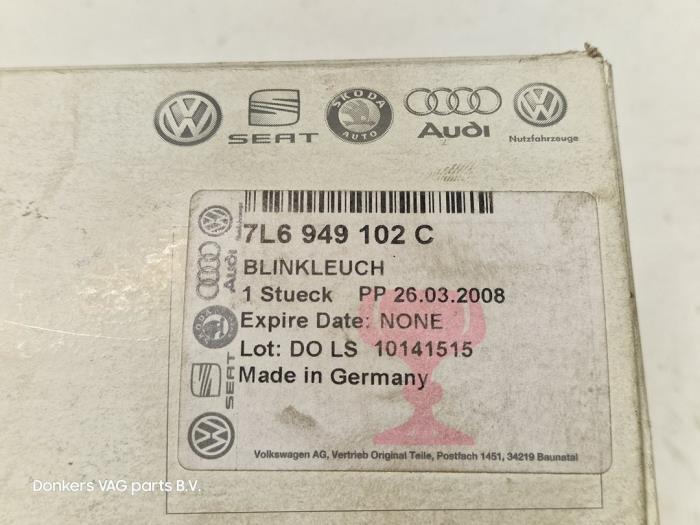 SEAT
SKODA
AUTO
Audi
Nutzfahrzeuge
7L6 949 102 C
BLINKLEUCH
1 Stueck PP 26.03.2008
Expire Date: NONE
Lot: DO LS 10141515
Made in Germany
Audi
SKODA
SEAT
Volkswagen AG, Vertrieb Original Teile, Postfach 1451, 34219 Baunatal
Donkers VAG parts B.V.